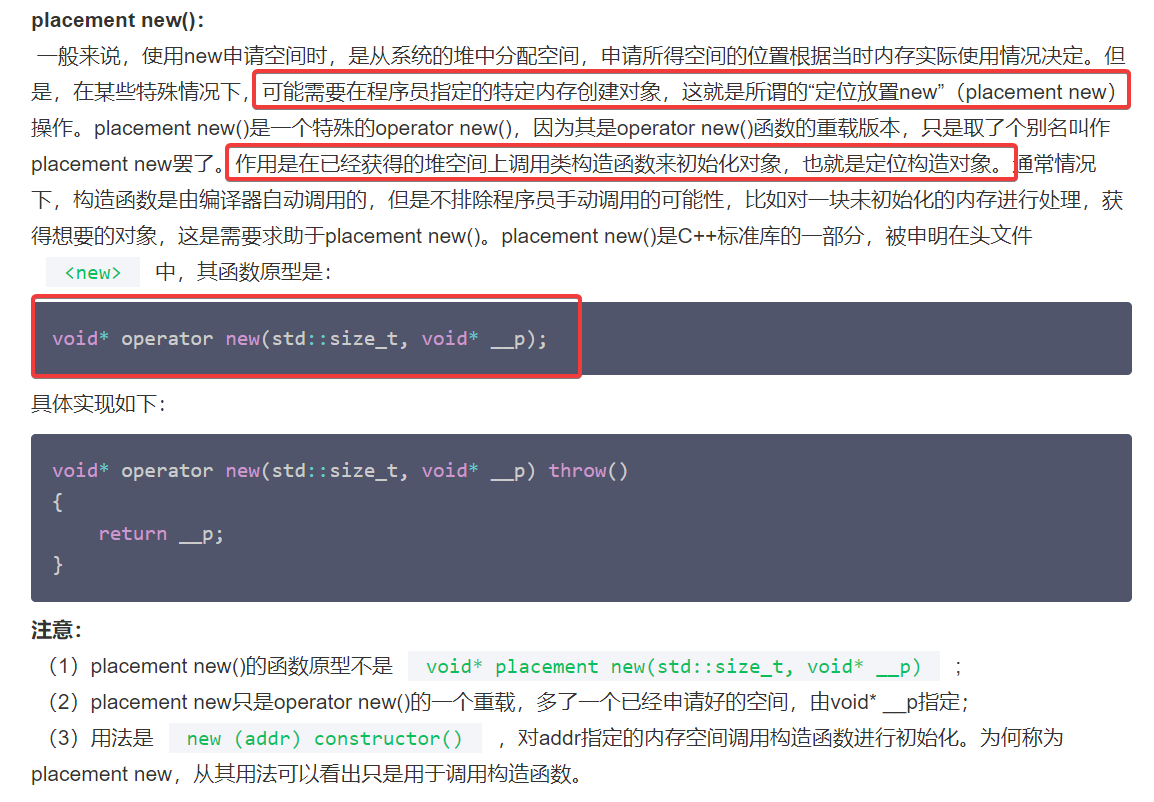 placement new()：
一般来说，使用new申请空间时，是从系统的堆中分配空间，申请所得空间的位置根据当时内存实际使用情况决定。但
是，在某些特殊情况下，可能需要在程序员指定的特定内存创建对象，这就是所谓的“定位放置new”（placement new）
操作。placement new()是一个特殊的operator new()，因为其是operator new()函数的重载版本，只是取了个别名叫作
placement new罢了。作用是在已经获得的堆空间上调用类构造函数来初始化对象，也就是定位构造对象。通常情况
下，构造函数是由编译器自动调用的，但是不排除程序员手动调用的可能性，比如对一块未初始化的内存进行处理，获
得想要的对象，这是需要求助于placement new()。placement new()是C++标准库的一部分，被申明在头文件
<new> 中，其函数原型是：
void* operator new(std::size_t, void* __p);
具体实现如下：
void* operator new(std::size_t, void* __p) throw()
{
return __p;
}
注意：
（1）placement new()的函数原型不是 void* placement new(std::size_t, void* __p) ；
（2）placement new只是operator new()的一个重载，多了一个已经申请好的空间，由void* __p指定；
（3）用法是 new (addr) constructor() ，对addr指定的内存空间调用构造函数进行初始化。为何称为
placement new，从其用法可以看出只是用于调用构造函数。